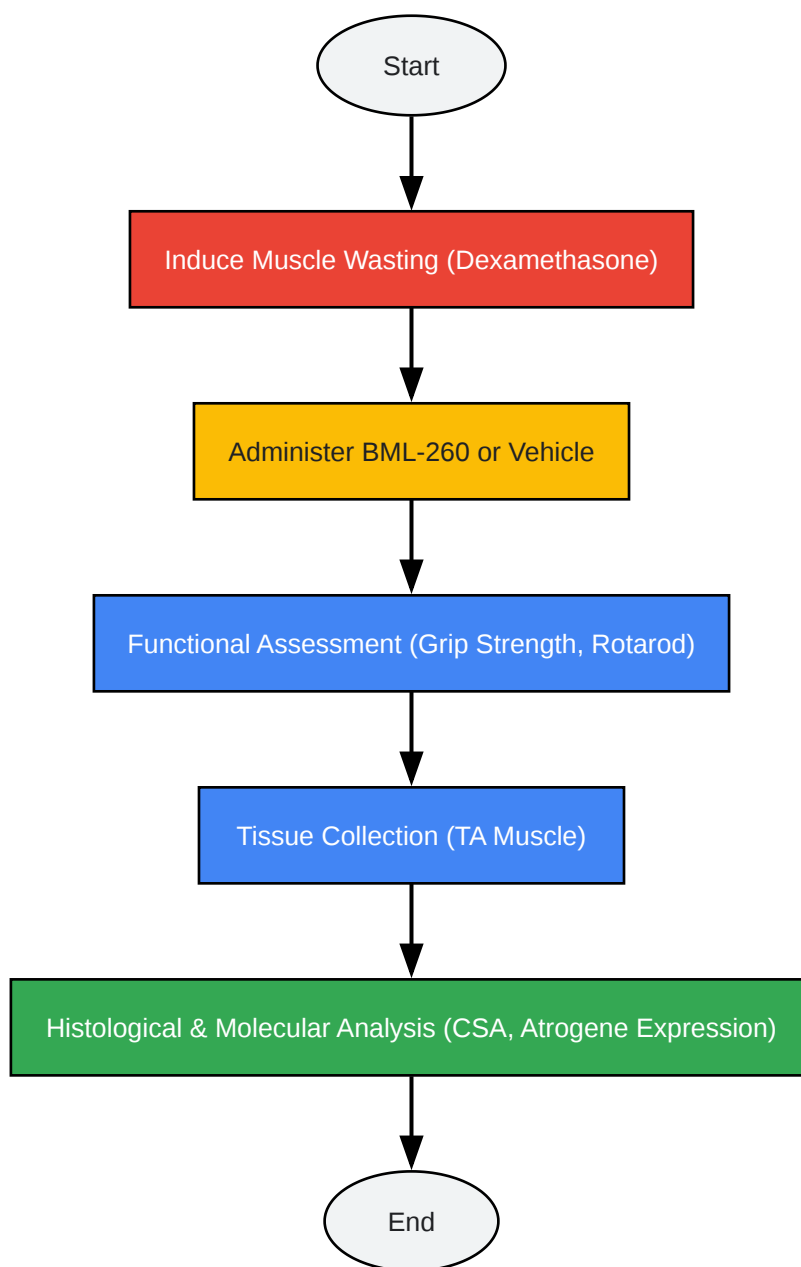 Start
Induce Muscle Wasting (Dexamethasone)
Administer BML-260 or Vehicle
Functional Assessment (Grip Strength, Rotarod)
Tissue Collection (TA Muscle)
Histological & Molecular Analysis (CSA, Atrogene Expression)
End